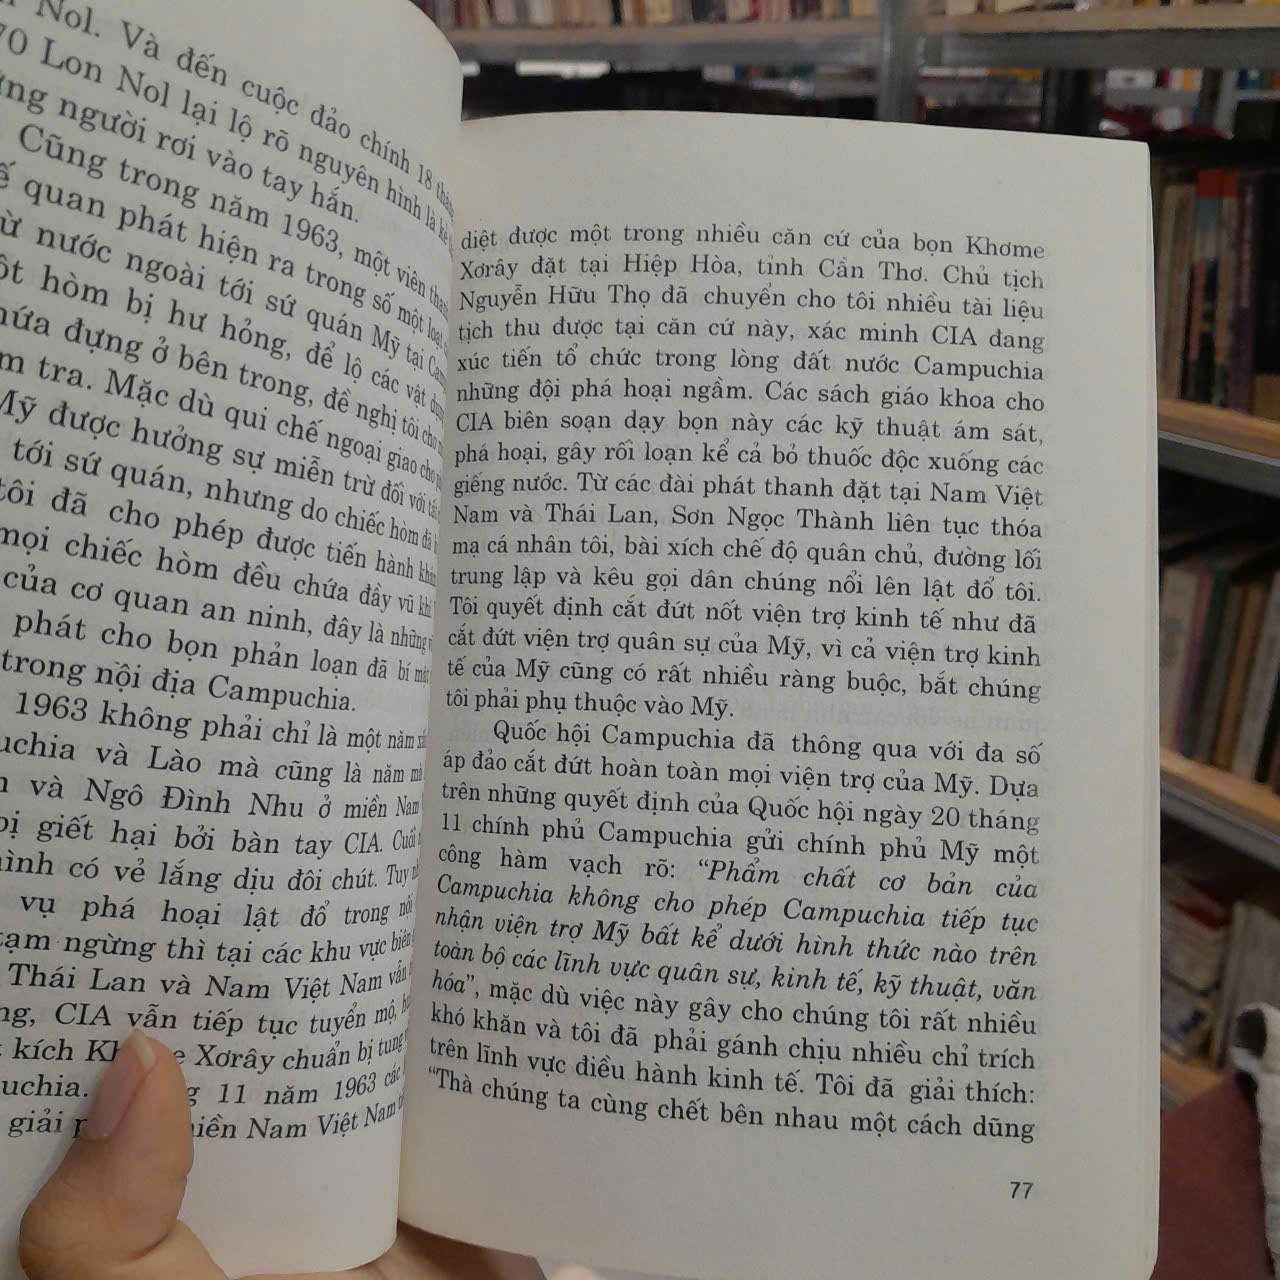 Nol. Và đến cuộc đảo chính 18
70 Lon Nol lại lộ rõ nguyên hình là kẻ
người rơi vào tay hắn.
Cũng trong năm 1963, một viên
quan phát hiện ra trong số một loạt
nước ngoài tới sứ quán Mỹ tại
hòm bị hư hỏng, để lộ các vật
đựng ở bên trong, đề nghị tôi cho
tra. Mặc dù qui chế ngoại giao cho
Mỹ được hưởng sự miễn trừ đối với
tới sứ quán, nhưng do chiếc hòm đã
tôi đã cho phép được tiến hành
mọi chiếc hòm đều chứa đầy vũ khí
của cơ quan an ninh, đây là những
phát cho bọn phản loạn đã bí
trong nội địa Campuchia.
1963 không phải chỉ là một năm
và Lào mà cũng là năm mà
và Ngô Đình Nhu ở miền Nam
bị giết hại bởi bàn tay CIA. Cuối
có vẻ lắng dịu đôi chút. Tuy
vụ phá hoại lật đổ trong nội
tạm ngừng thì tại các khu vực biên
Thái Lan và Nam Việt Nam vẫn
CIA vẫn tiếp tục tuyển mộ,
kích Xơrây chuẩn bị tung
11 năm 1963 các
giải Nam Việt Nam
diệt được một trong nhiều căn cứ của bọn Khơme
Xơrây đặt tại Hiệp Hòa, tỉnh Cần Thơ. Chủ tịch
Nguyễn Hữu Thọ đã chuyển cho tôi nhiều tài liệu
tịch thu được tại căn cứ này, xác minh CIA đang
xúc tiến tổ chức trong lòng đất nước Campuchia
những đội phá hoại ngầm. Các sách giáo khoa cho
CIA biên soạn dạy bọn này các kỹ thuật ám sát,
phá hoại, gây rối loạn kể cả bỏ thuốc độc xuống các
giếng nước. Từ các đài phát thanh đặt tại Nam Việt
Nam và Thái Lan, Sơn Ngọc Thành liên tục thóa
mạ cá nhân tôi, bài xích chế độ quân chủ, đường lối
trung lập và kêu gọi dân chúng nổi lên lật đổ tôi.
Tôi quyết định cắt đứt nốt viện trợ kinh tế như đã
cắt đứt viện trợ quân sự của Mỹ, vì cả viện trợ kinh
tế của Mỹ cũng có rất nhiều ràng buộc, bắt chúng
tôi phải phụ thuộc vào Mỹ.
Quốc hội Campuchia đã thông qua với đa số
áp đảo cắt đứt hoàn toàn mọi viện trợ của Mỹ. Dựa
trên những quyết định của Quốc hội ngày 20 tháng
11 chính phủ Campuchia gửi chính phủ Mỹ một
công hàm vạch rõ: “Phẩm chất cơ bản của
Campuchia không cho phép Campuchia tiếp tục
nhận viện trợ Mỹ bất kể dưới hình thức nào trên
toàn bộ các lĩnh vực quân sự, kinh tế, kỹ thuật, văn
hóa”, mặc dù việc này gây cho chúng tôi rất nhiều
khó khăn và tôi đã phải gánh chịu nhiều chỉ trích
trên lĩnh vực điều hành kinh tế. Tôi đã giải thích:
“Thà chúng ta cùng chết bên nhau một cách dũng
77